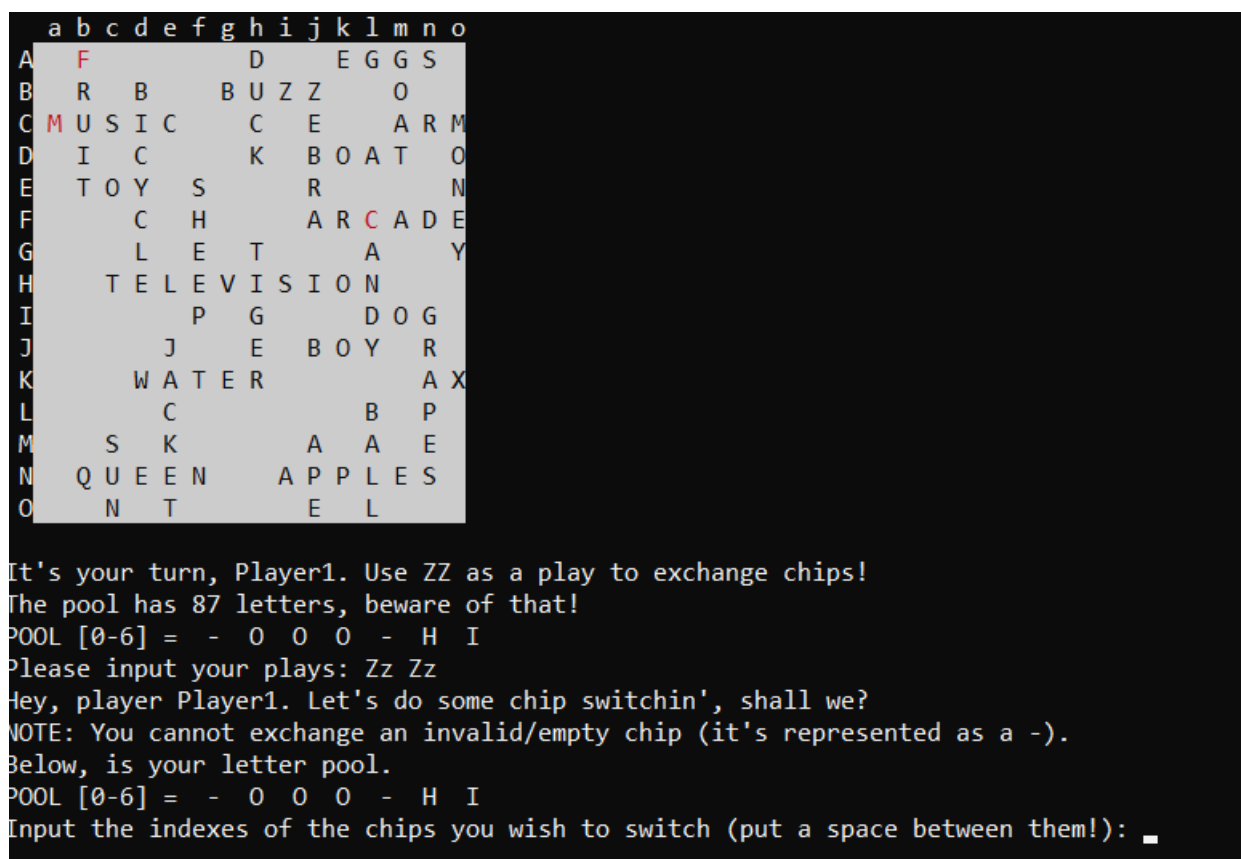 a b c d e f g h i j k l m n o
A F D E G G S
B R B B U Z Z O
C M U S I C C E A R M
D I C K B O A T O
E T O Y S R N
F C H A R C A D E
G L E T A Y
H T E L E V I S I O N
I P G D O G
J J E B O Y R
K W A T E R A X
L C B P
M S K A A E
N Q U E E N A P P L E S
O N T E L
It's your turn, Player1. Use ZZ as a play to exchange chips!
The pool has 87 letters, beware of that!
POOL [0-6] = - O O O - H I
Please input your plays: Zz Zz
Hey, player Player1. Let's do some chip switchin', shall we?
NOTE: You cannot exchange an invalid/empty chip (it's represented as a -).
Below, is your letter pool.
POOL [0-6] = - O O O - H I
Input the indexes of the chips you wish to switch (put a space between them!):